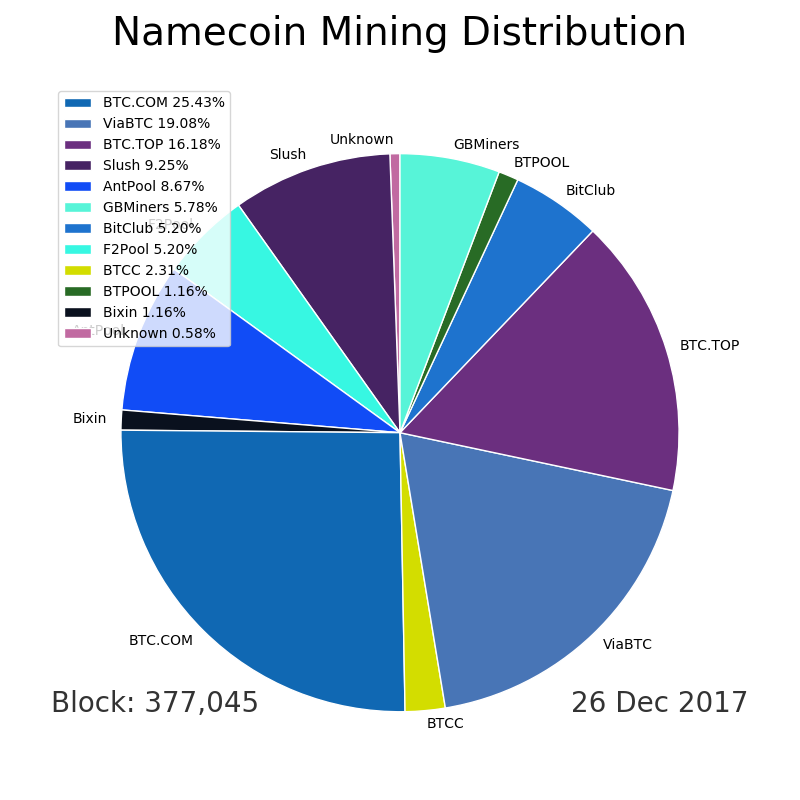 Namecoin Mining Distribution
BTC.COM 25.43%
ViaBTC 19.08%
BTC.TOP 16.18%
Slush 9.25%
AntPool 8.67%
GBMiners 5.78%
BitClub 5.20%
F2Pool 5.20%
BTCC 2.31%
BTPOOL 1.16%
Bixin 1.16%
Unknown 0.58%
Unknown
GBMiners
Slush
BTPOOL
BitClub
F2Pool
AntPool
BTC.TOP
Bixin
BTC.COM
ViaBTC
Block: 377,045
26 Dec 2017
BTCC